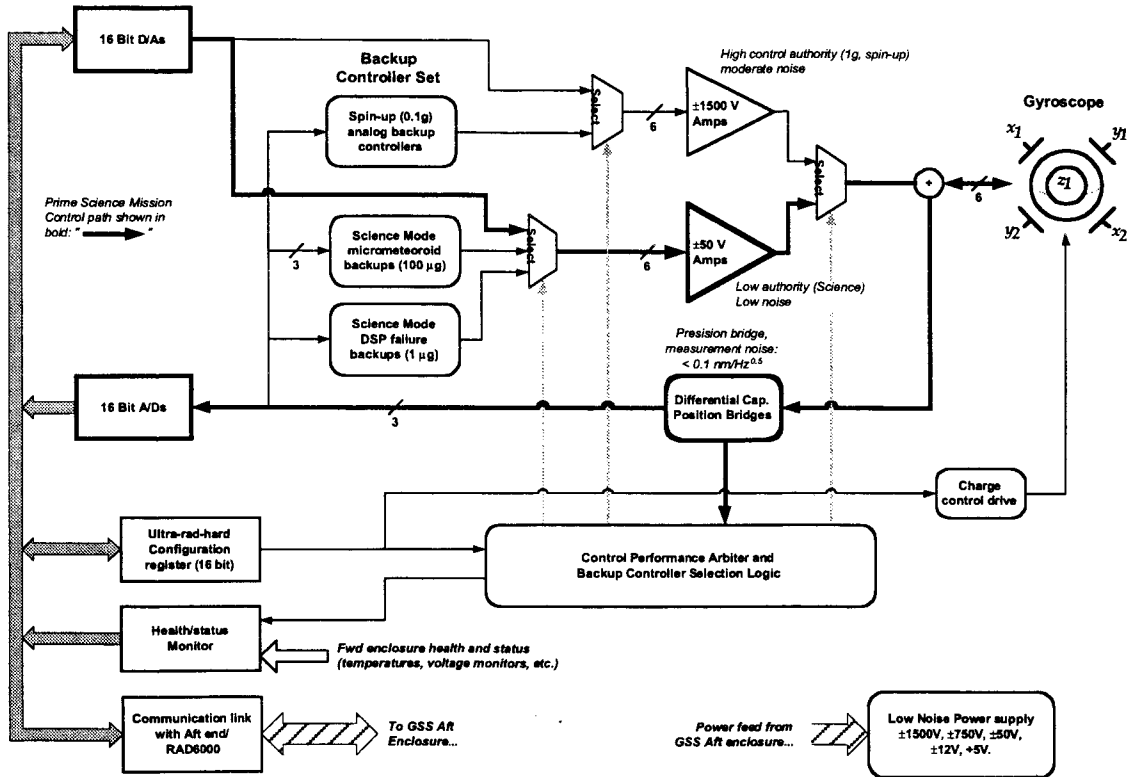 16 Bit D/As
Backup
Controller Set
Spin-up (0.1g)
analog backup
controllers
Select
6
High control authority (1g, spin-up)
moderate noise
±1500 V
Amps
Gyroscope
x1
y1
z1
y2
x2
6
Select
Prime Science Mission
Control path shown in
bold: " "
3
Science Mode
micrometeoroid
backups (100 µg)
Select
6
±50 V
Amps
Low authority (Science)
Low noise
Science Mode
DSP failure
backups (1 µg)
Presision bridge,
measurement noise:
< 0.1 nm/Hz0.5
16 Bit A/Ds
3
Differential Cap.
Position Bridges
+
Charge
control drive
Ultra-rad-hard
Configuration
register (16 bit)
Control Performance Arbiter and
Backup Controller Selection Logic
Health/status
Monitor
Fwd enclosure health and status
(temperatures, voltage monitors, etc.)
Communication link
with Aft end/
RAD6000
To GSS Aft
Enclosure...
Power feed from
GSS Aft enclosure...
Low Noise Power supply
±1500V, ±750V, ±50V,
±12V, +5V.